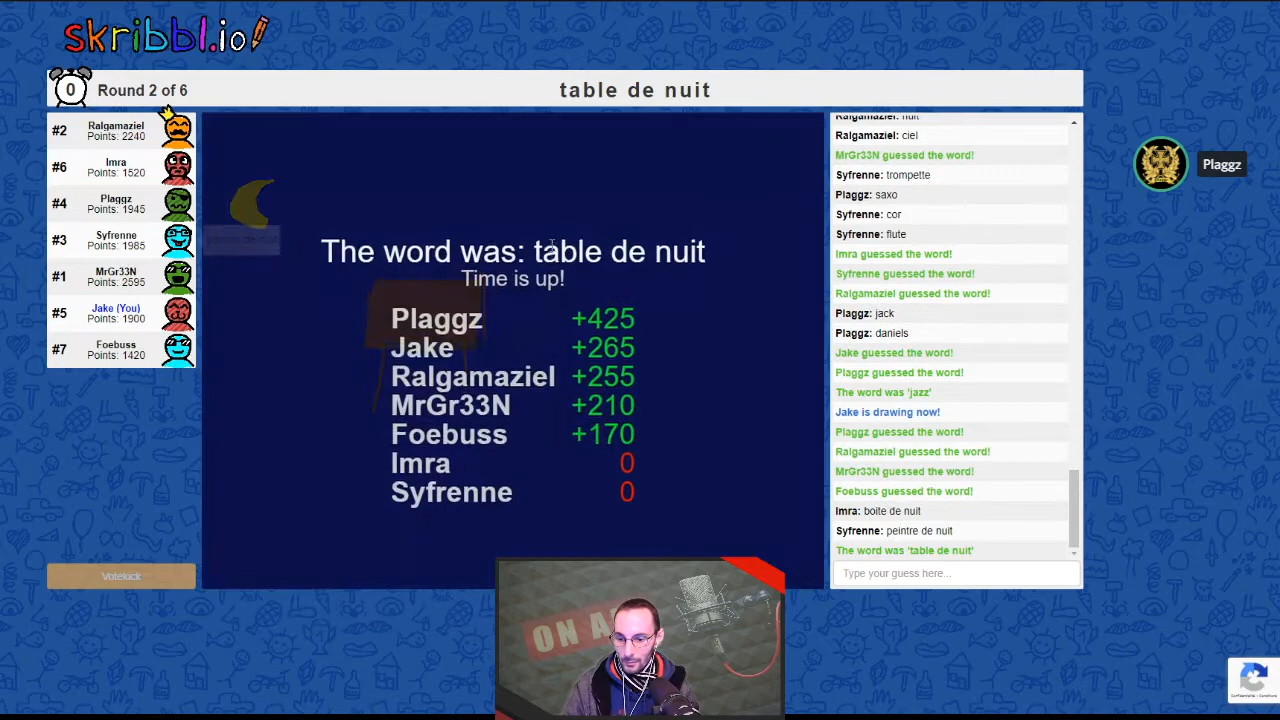 skribbl.io!
0
Round 2 of 6
table de nuit
#2
Ralgamaziel
Points: 2240
#6
Imra
Points: 1520
#4
Plaggz
Points: 1945
#3
Syfrenne
Points: 1985
#1
MrGr33N
Points: 2595
#5
Jake (You)
Points: 1900
#7
Foebuss
Points: 1420
Votekick
The word was: table de nuit
Time is up!
Plaggz +425
Jake +265
Ralgamaziel +255
MrGr33N +210
Foebuss +170
Imra 0
Syfrenne 0
Ralgamaziel: nuit
Ralgamaziel: ciel
MrGr33N guessed the word!
Syfrenne: trompette
Plaggz: saxo
Syfrenne: cor
Syfrenne: flute
Imra guessed the word!
Syfrenne guessed the word!
Ralgamaziel guessed the word!
Plaggz: jack
Plaggz: daniels
Jake guessed the word!
Plaggz guessed the word!
The word was 'jazz'
Jake is drawing now!
Plaggz guessed the word!
Ralgamaziel guessed the word!
MrGr33N guessed the word!
Foebuss guessed the word!
Imra: boite de nuit
Syfrenne: peintre de nuit
The word was 'table de nuit'
Type your guess here...
Plaggz
ON A